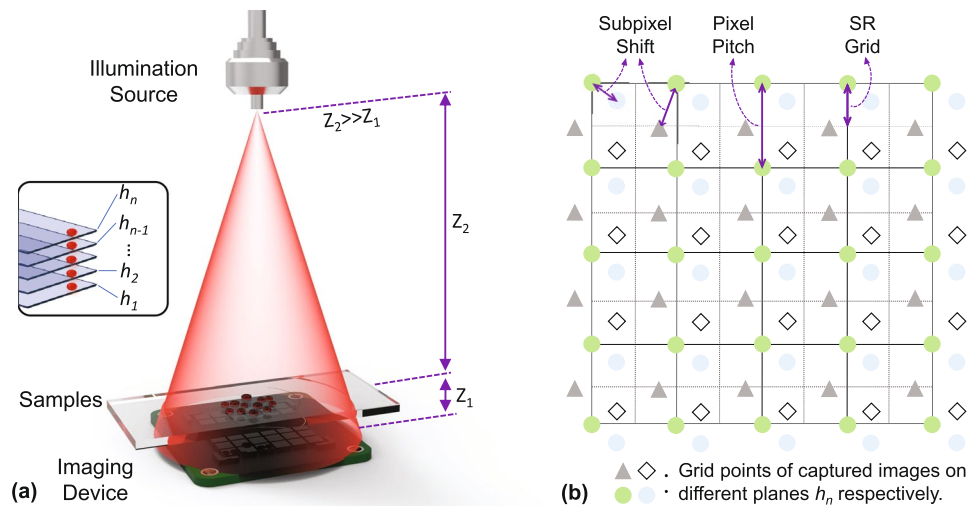 Illumination
Source
Z2>>Z1
hn
hn-1
⋮
h2
h1
Z2
Samples
Z1
Imaging
Device
(a)
Subpixel
Shift
Pixel
Pitch
SR
Grid
Grid points of captured images on
different planes hn respectively.
(b)